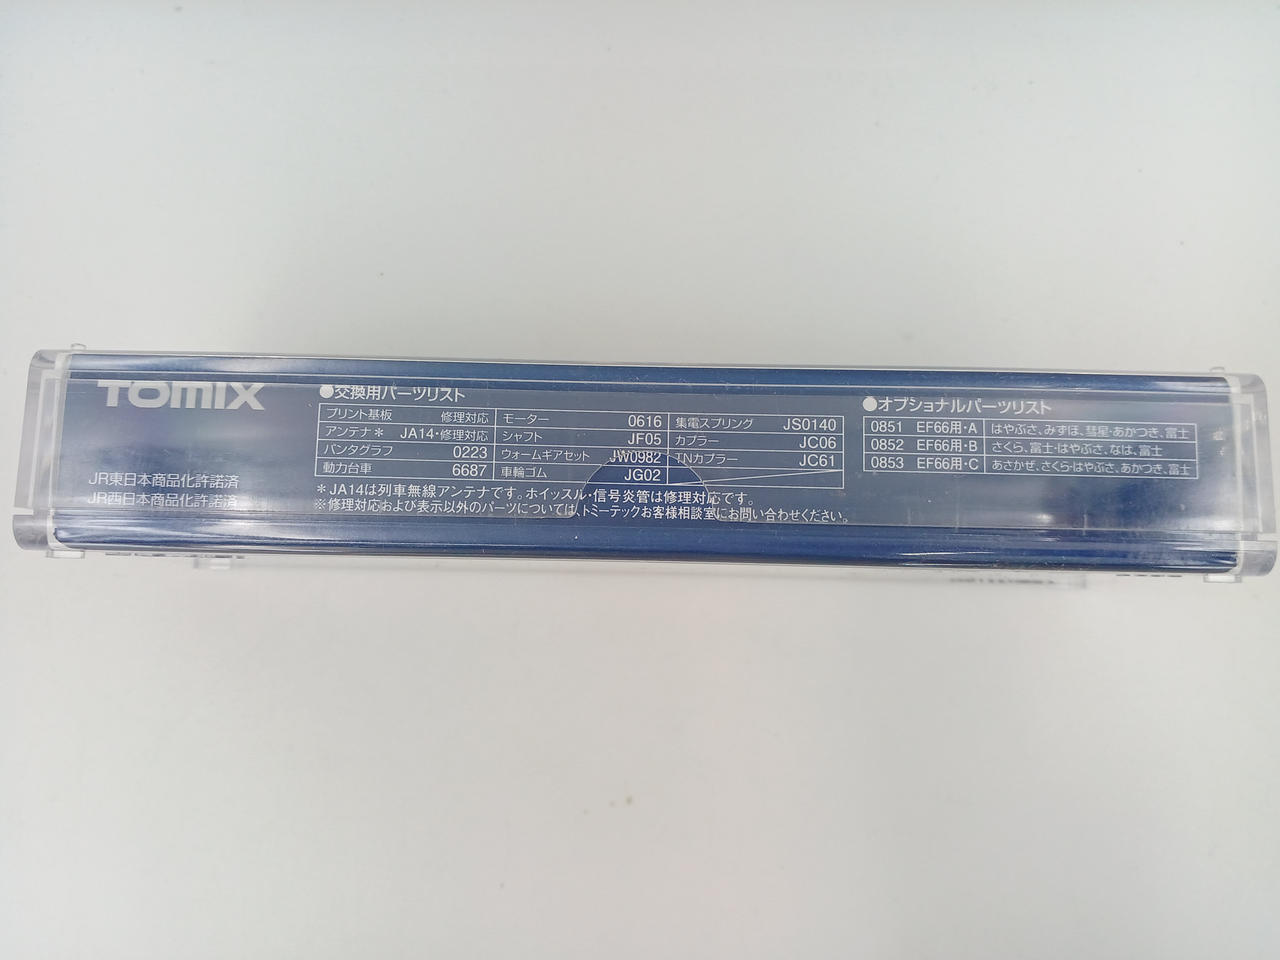 TOMIX
JR東日本商品化許諾済
JR西日本商品化許諾済
●交換用パーツリスト
プリント基板 修理対応 モーター 0616 集電スプリング JS0140
アンテナ＊ JA14・修理対応 シャフト JF05 カプラー JC06
パンタグラフ 0223 ウォームギアセット JW0982 TNカプラー JC61
動力台車 6687 車輪ゴム JG02
＊JA14は列車無線アンテナです。ホイッスル・信号炎管は修理対応です。
※修理対応および表示以外のパーツについては、トミーテックお客様相談室にお問い合わせください。
●オプショナルパーツリスト
0851 EF66用・A はやぶさ、みずほ、彗星・あかつき、富士
0852 EF66用・B さくら、富士・はやぶさ、なは、富士
0853 EF66用・C あさかぜ、さくら・はやぶさ、あかつき、富士